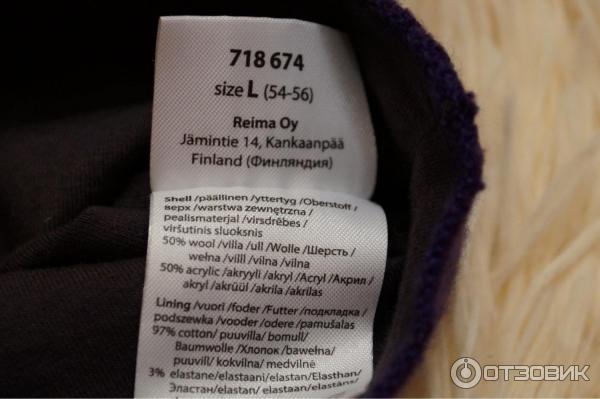 718 674
size L (54-56)
Reima Oy
Jämintie 14, Kankaanpää
Finland (Финляндия)
Shell /päällinen /yttertyg /Oberstoff /
верх /warstwa zewnętrzna /
pealismaterjal /virsdrēbes /
viršutinis sluoksnis
50% wool /villa /ull /Wolle /Шерсть /
wełna /vill /vilna /vilna
50% acrylic /akryyli /akryl /Acryl /Акрил /
akryl /akrüül /akrila /akrilas
Lining /vuori /foder /Futter /подкладка /
podszewka /vooder /odere /pamušalas
97% cotton/ puuvilla/ bomull/
Baumwolle /Хлопок /bawełna/
puuvill/ kokvilna/ medvilnė
3% elastane/elastaani/elastan/Elasthan/
Эластан/elastan/ elastaan/ elastāns/
ОТЗОВИК